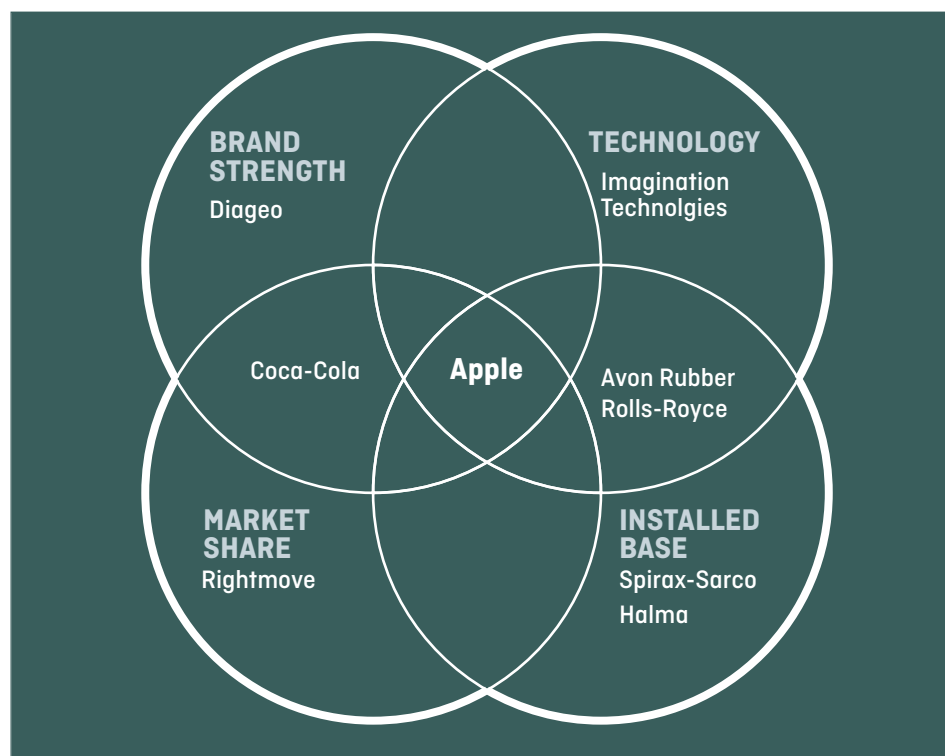 BRAND
STRENGTH
Diageo
TECHNOLOGY
Imagination
Technolgies
Coca-Cola
Apple
Avon Rubber
Rolls-Royce
MARKET
SHARE
Rightmove
INSTALLED
BASE
Spirax-Sarco
Halma